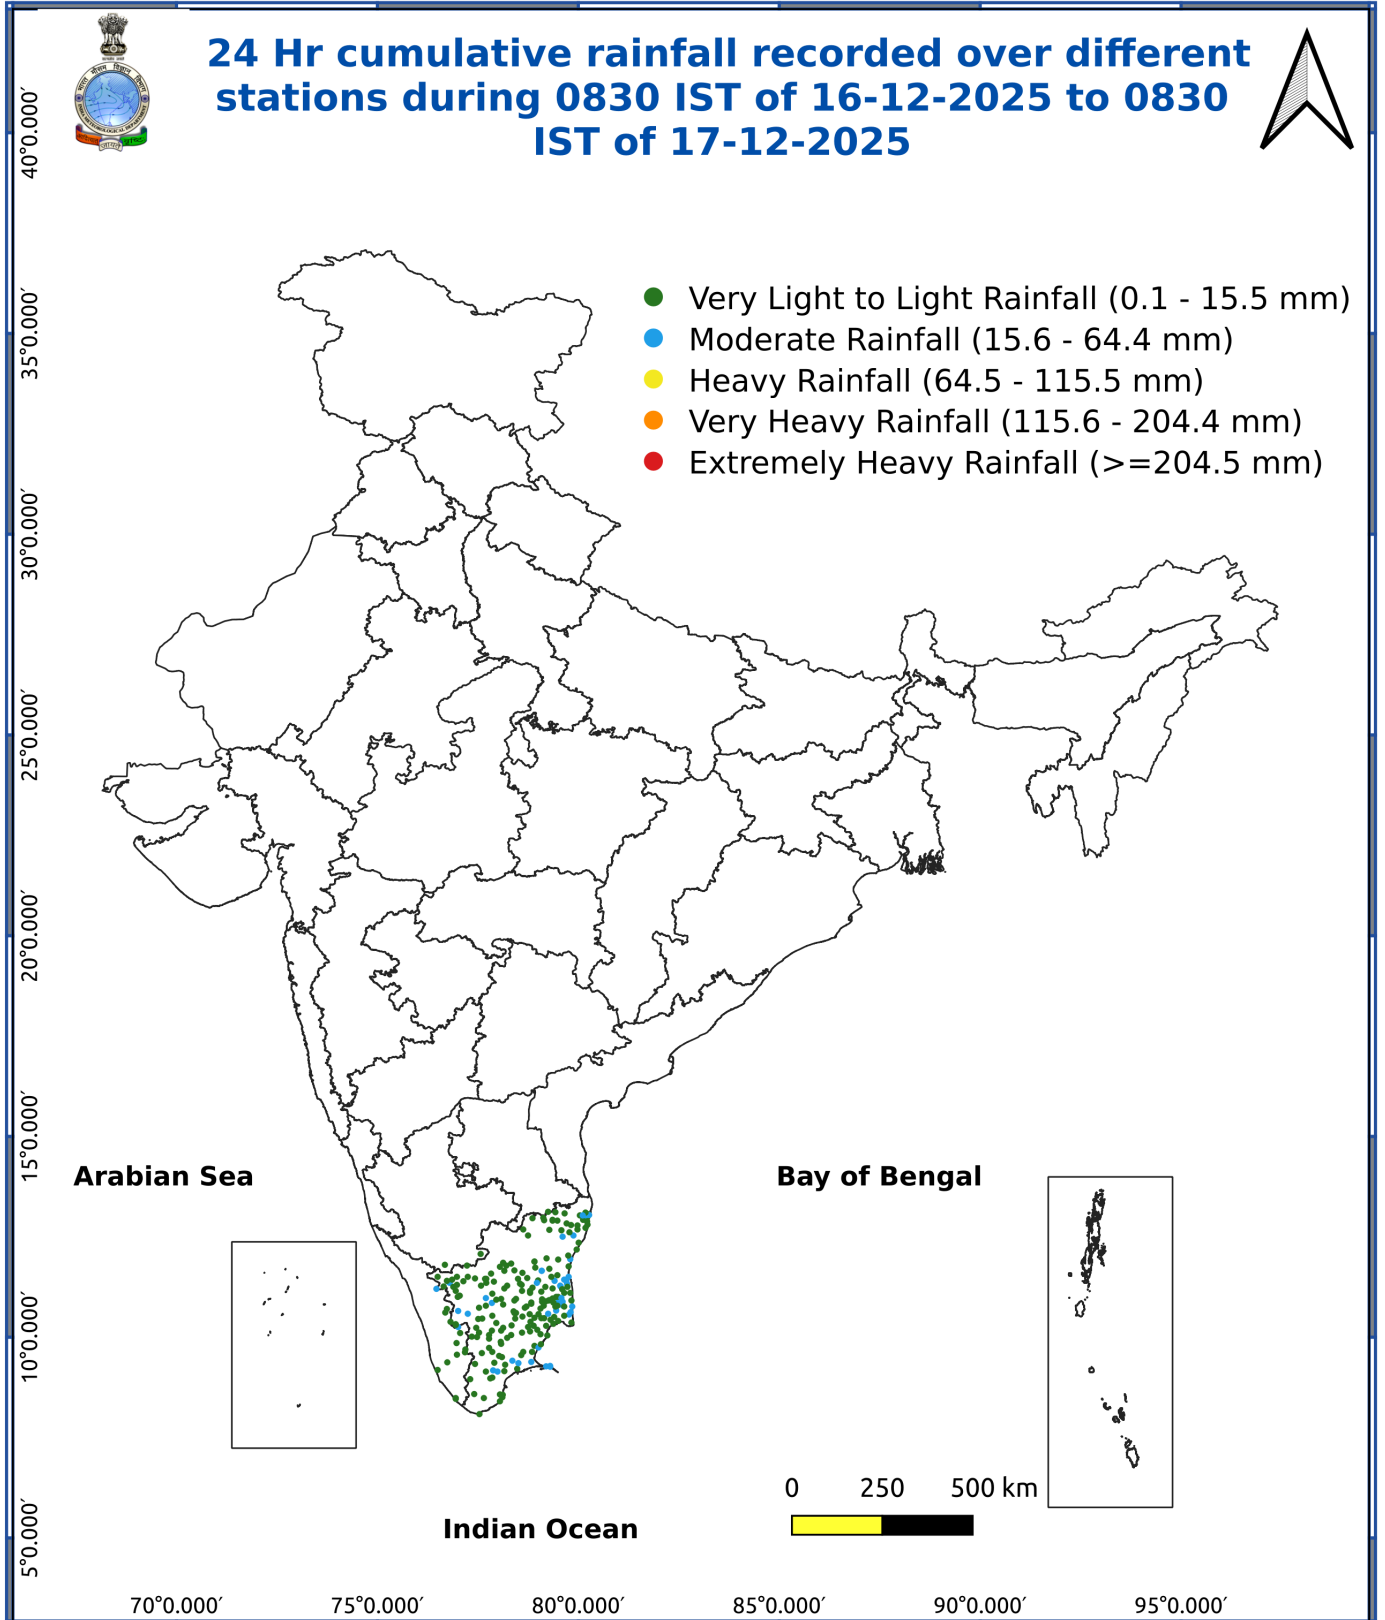 24 Hr cumulative rainfall recorded over different
stations during 0830 IST of 16-12-2025 to 0830
IST of 17-12-2025
Very Light to Light Rainfall (0.1 - 15.5 mm)
Moderate Rainfall (15.6 - 64.4 mm)
Heavy Rainfall (64.5 - 115.5 mm)
Very Heavy Rainfall (115.6 - 204.4 mm)
Extremely Heavy Rainfall (>=204.5 mm)
40°0.000′
35°0.000′
30°0.000′
25°0.000′
20°0.000′
15°0.000′
10°0.000′
5°0.000′
Arabian Sea
Bay of Bengal
Indian Ocean
0 250 500 km
70°0.000′ 75°0.000′ 80°0.000′ 85°0.000′ 90°0.000′ 95°0.000′